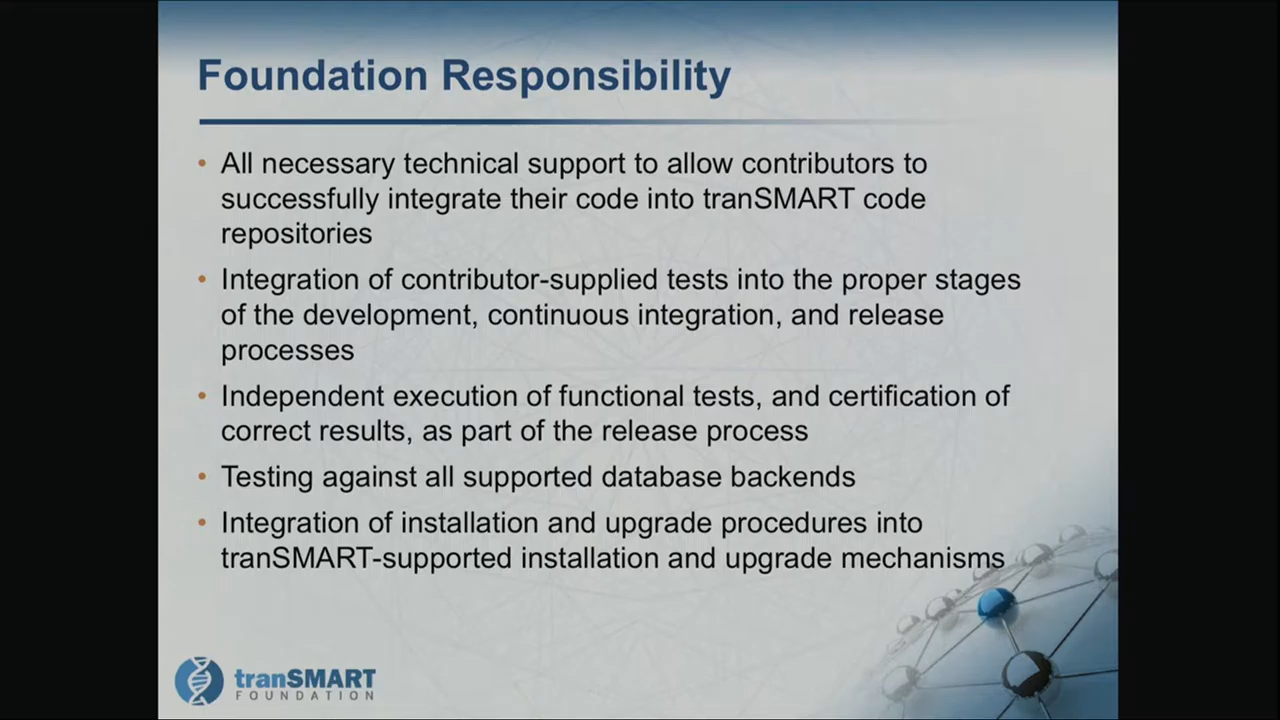 Foundation Responsibility
• All necessary technical support to allow contributors to
successfully integrate their code into tranSMART code
repositories
• Integration of contributor-supplied tests into the proper stages
of the development, continuous integration, and release
processes
• Independent execution of functional tests, and certification of
correct results, as part of the release process
• Testing against all supported database backends
• Integration of installation and upgrade procedures into
tranSMART-supported installation and upgrade mechanisms
tranSMART
FOUNDATION